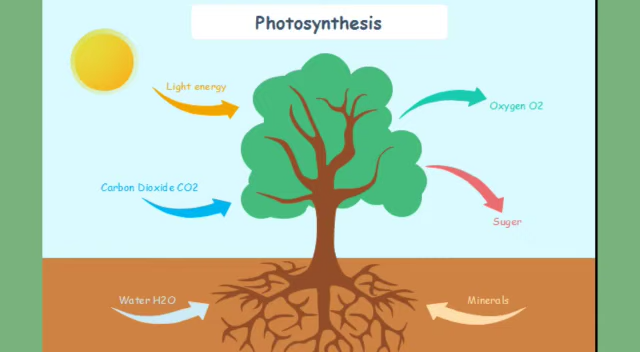 Photosynthesis
Light energy
Oxygen O2
Carbon Dioxide CO2
Suger
Water H2O
Minerals